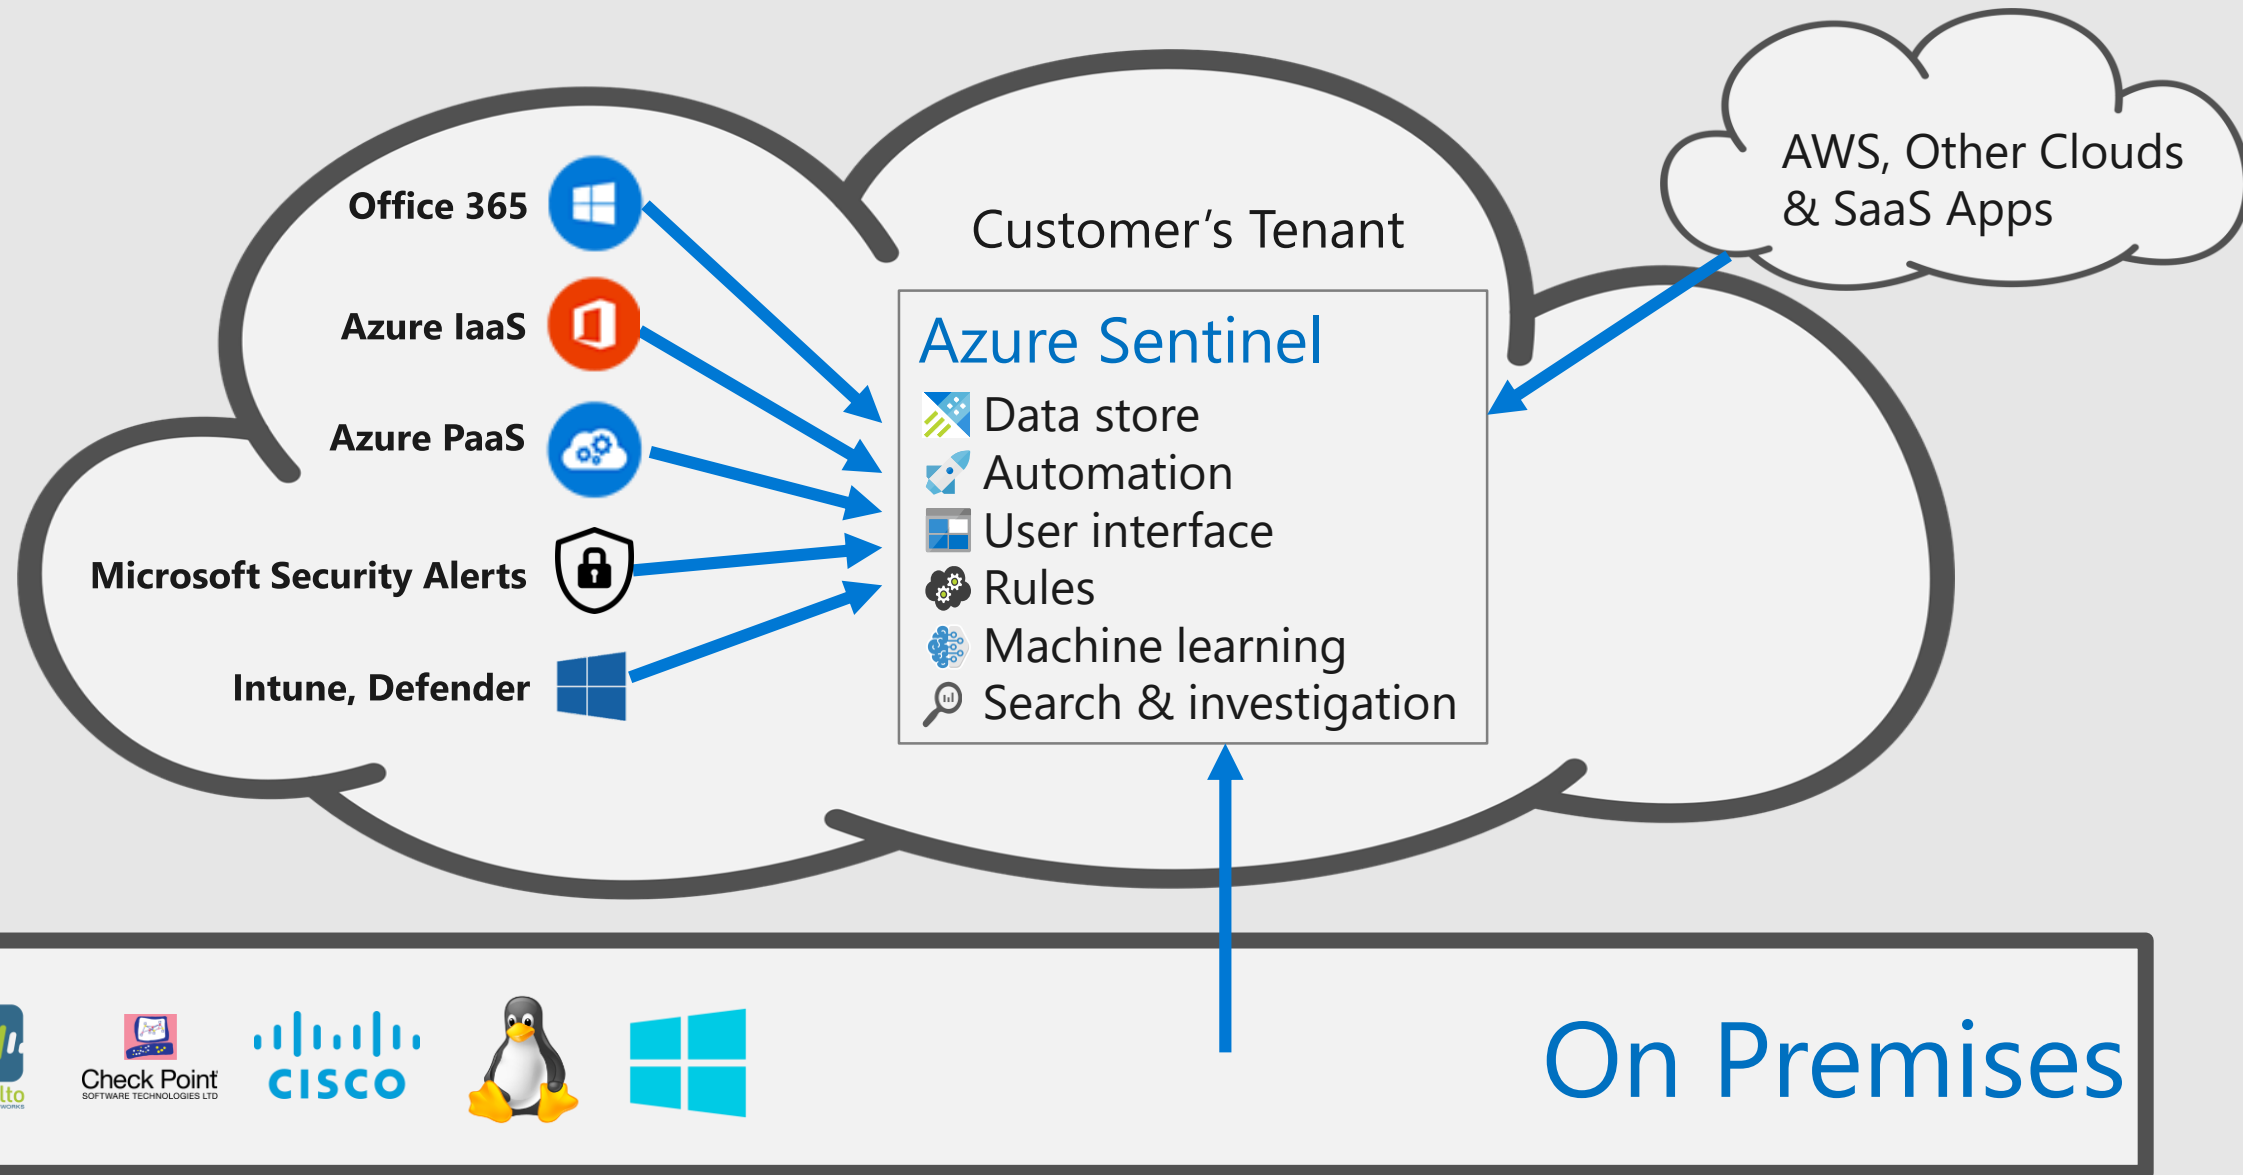 AWS, Other Clouds
& SaaS Apps
Customer's Tenant
Office 365
Azure IaaS
Azure PaaS
Microsoft Security Alerts
Intune, Defender
Azure Sentinel
Data store
Automation
User interface
Rules
Machine learning
Search & investigation
Check Point
SOFTWARE TECHNOLOGIES LTD
CISCO
On Premises